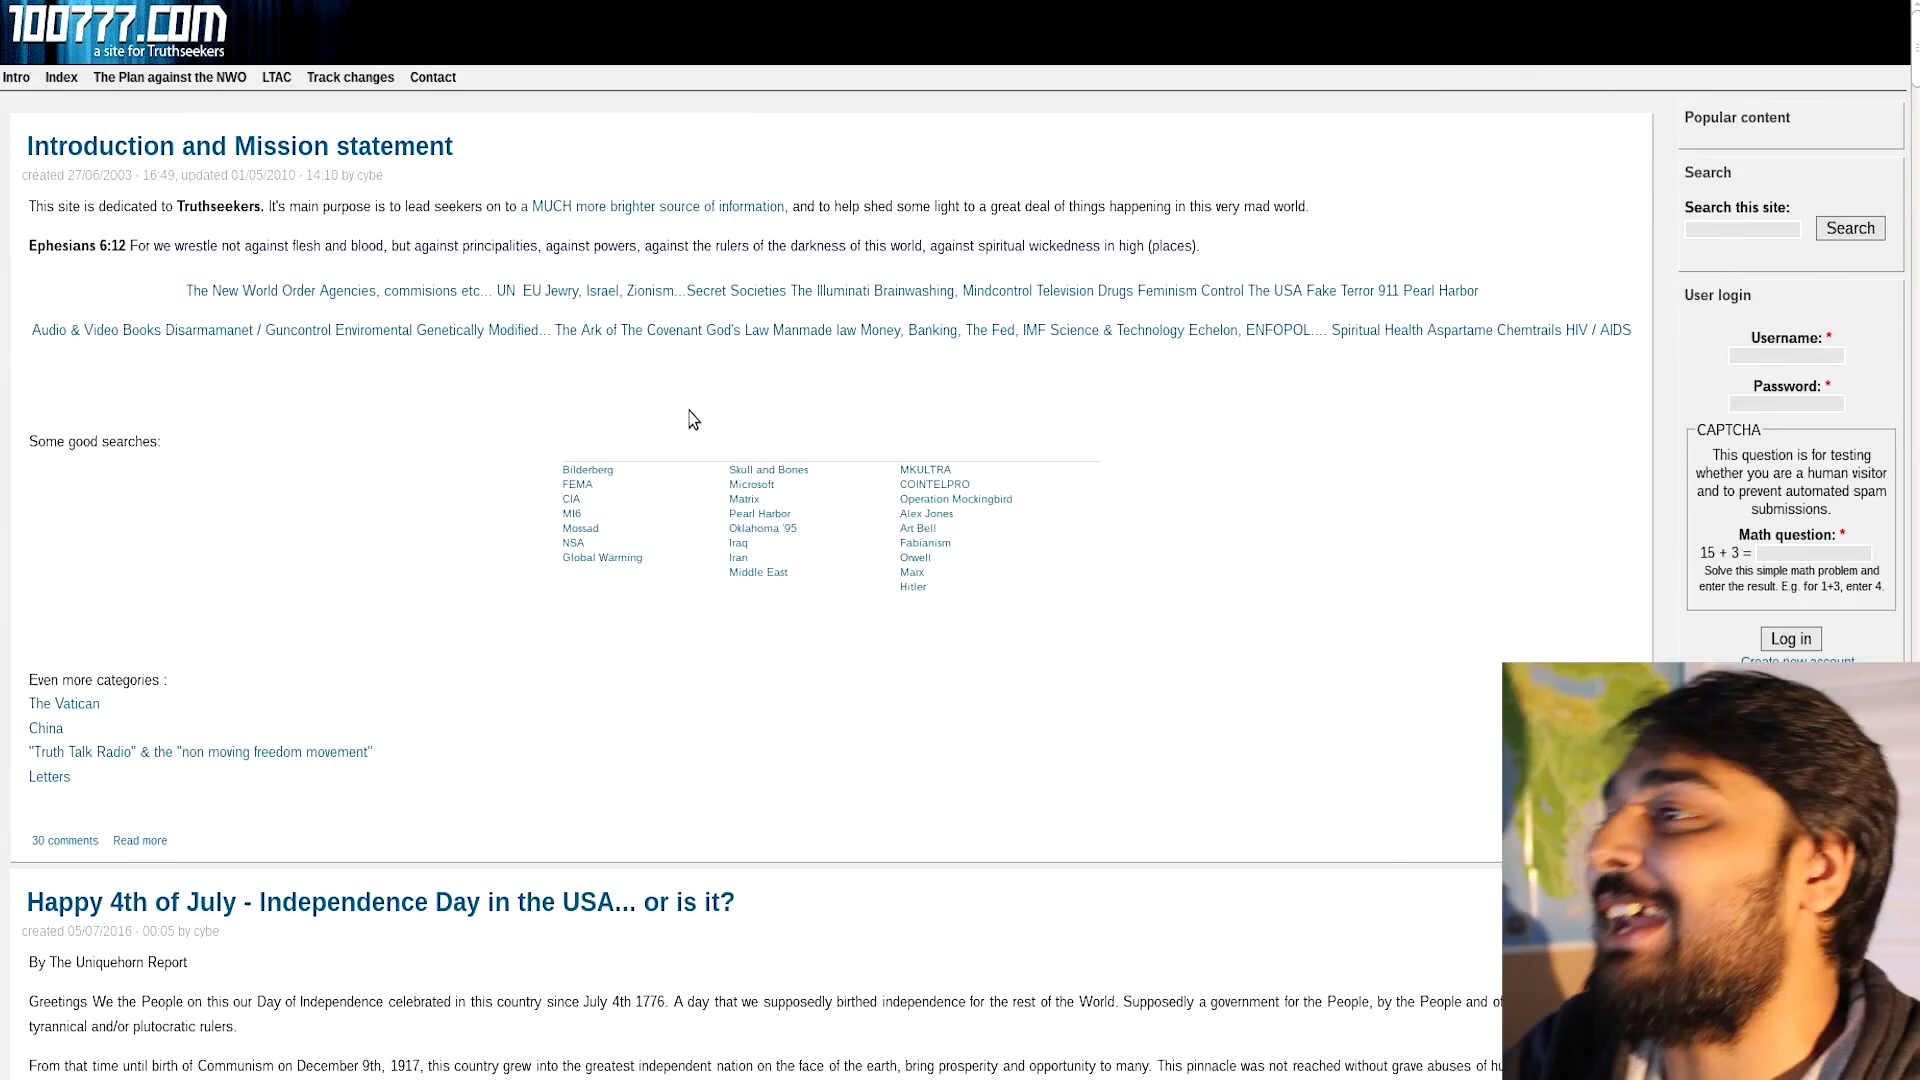 100777.COM
a site for Truthseekers
Intro Index The Plan against the NWO LTAC Track changes Contact
Introduction and Mission statement
created 27/06/2003 - 16:49, updated 01/05/2010 - 14:10 by cybe
This site is dedicated to Truthseekers. It's main purpose is to lead seekers on to a MUCH more brighter source of information, and to help shed some light to a great deal of things happening in this very mad world.
Ephesians 6:12 For we wrestle not against flesh and blood, but against principalities, against powers, against the rulers of the darkness of this world, against spiritual wickedness in high (places).
The New World Order Agencies, commisions etc... UN EU Jewry, Israel, Zionism...Secret Societies The Illuminati Brainwashing, Mindcontrol Television Drugs Feminism Control The USA Fake Terror 911 Pearl Harbor
Audio & Video Books Disarmamanet / Guncontrol Enviromental Genetically Modified... The Ark of The Covenant God's Law Manmade law Money, Banking, The Fed, IMF Science & Technology Echelon, ENFOPOL.... Spiritual Health Aspartame Chemtrails HIV / AIDS
Some good searches:
Bilderberg
FEMA
CIA
MI6
Mossad
NSA
Global Warming
Skull and Bones
Microsoft
Matrix
Pearl Harbor
Oklahoma '95
Iraq
Iran
Middle East
MKULTRA
COINTELPRO
Operation Mockingbird
Alex Jones
Art Bell
Fabianism
Orwell
Marx
Hitler
Even more categories :
The Vatican
China
"Truth Talk Radio" & the "non moving freedom movement"
Letters
30 comments Read more
Happy 4th of July - Independence Day in the USA... or is it?
created 05/07/2016 - 00:05 by cybe
By The Uniquehorn Report
Greetings We the People on this our Day of Independence celebrated in this country since July 4th 1776. A day that we supposedly birthed independence for the rest of the World. Supposedly a government for the People, by the People and
tyrannical and/or plutocratic rulers.
From that time until birth of Communism on December 9th, 1917, this country grew into the greatest independent nation on the face of the earth, bring prosperity and opportunity to many. This pinnacle was not reached without grave abuses of
Popular content
Search
Search this site:
Search
User login
Username: *
Password: *
CAPTCHA
This question is for testing
whether you are a human visitor
and to prevent automated spam
submissions.
Math question: *
15 + 3 =
Solve this simple math problem and
enter the result. E.g. for 1+3, enter 4.
Log in
Create new account